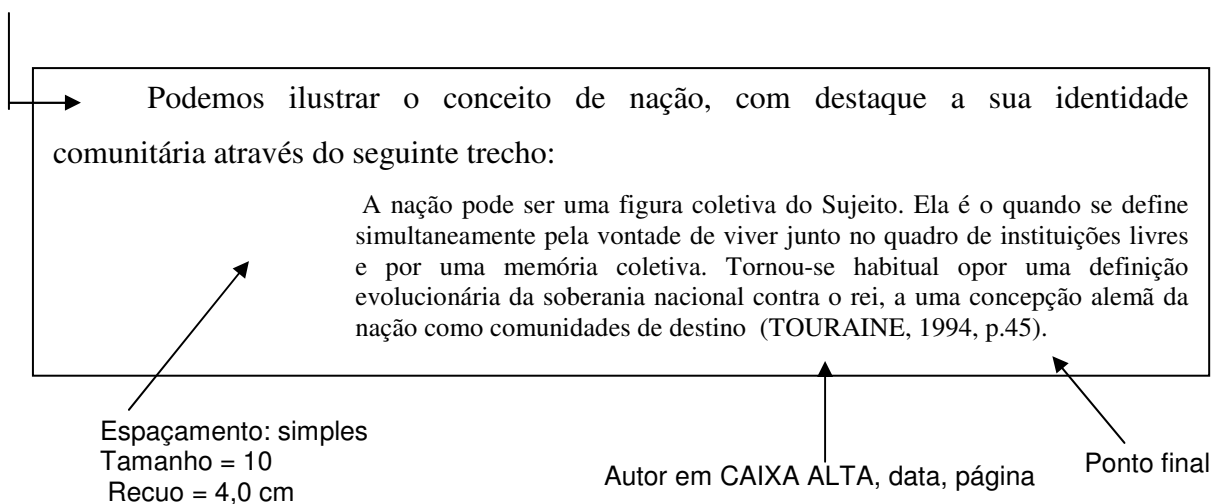 Podemos ilustrar o conceito de nação, com destaque a sua identidade
comunitária através do seguinte trecho:
A nação pode ser uma figura coletiva do Sujeito. Ela é o quando se define
simultaneamente pela vontade de viver junto no quadro de instituições livres
e por uma memória coletiva. Tornou-se habitual opor uma definição
evolucionária da soberania nacional contra o rei, a uma concepção alemã da
nação como comunidades de destino (TOURAINE, 1994, p.45).
Espaçamento: simples
Tamanho = 10
Recuo = 4,0 cm
Autor em CAIXA ALTA, data, página
Ponto final